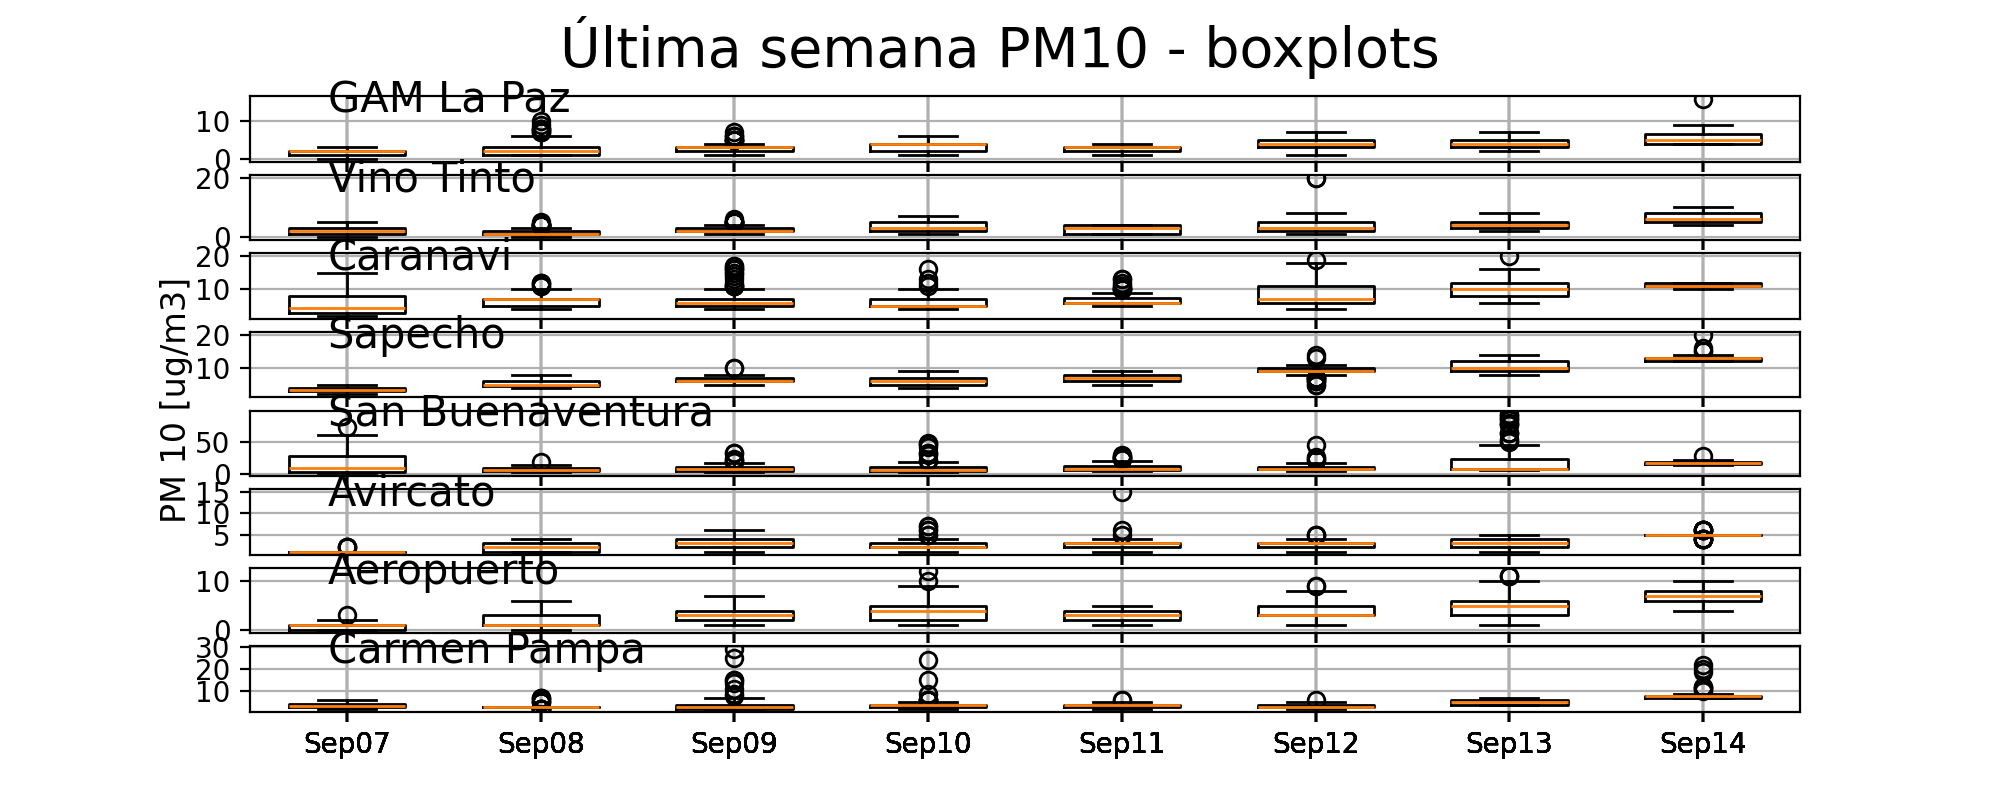 Última semana PM10 - boxplots
GAM La Paz
10
0
Vino Tinto
20
0
Caranavi
20
10
Sapecho
20
10
San Buenaventura
50
0
Avircato
15
10
5
Aeropuerto
10
0
Carmen Pampa
30
20
10
PM 10 [ug/m3]
Sep07 Sep08 Sep09 Sep10 Sep11 Sep12 Sep13 Sep14